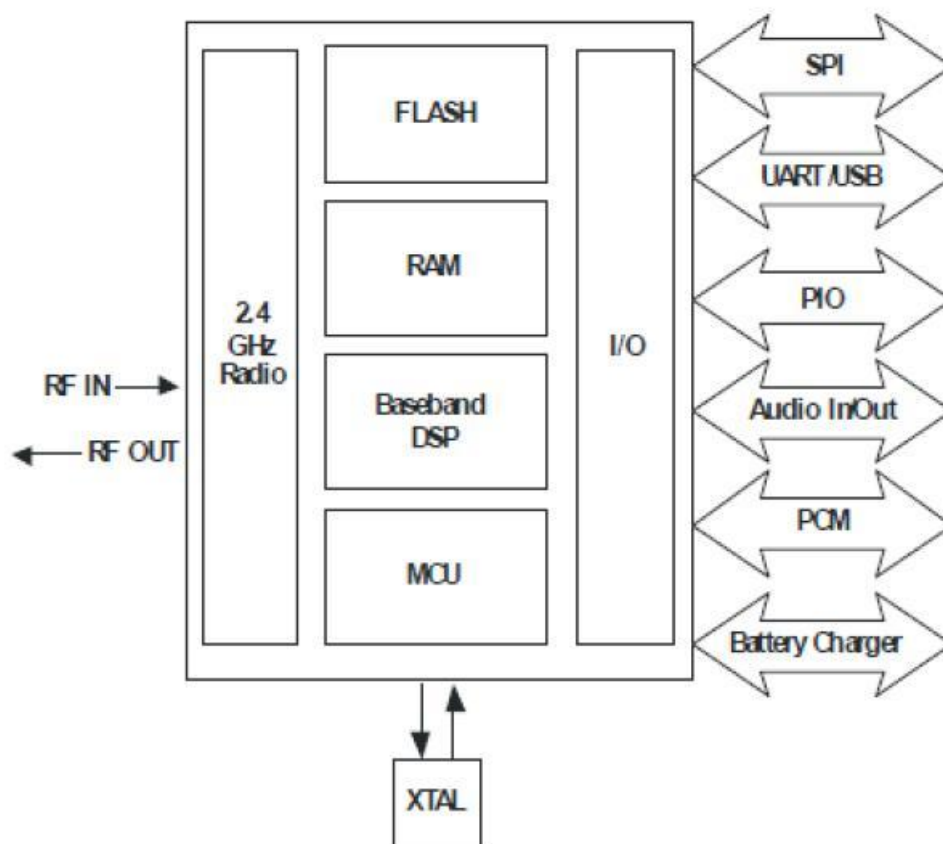 FLASH
RAM
Baseband
DSP
MCU
2.4
GHz
Radio
I/O
RF IN
RF OUT
XTAL
SPI
UART/USB
PIO
Audio In/Out
PCM
Battery Charger